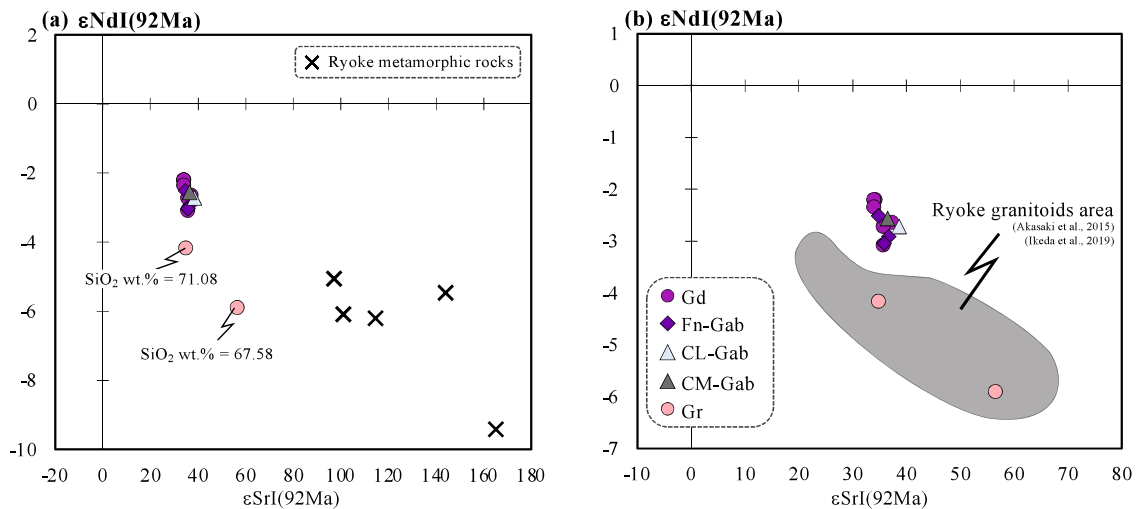 (a) εNdI(92Ma)
2
0
-2
-4
-6
-8
-10
-20
0
20
40
60
80
100
120
140
160
180
εSrI(92Ma)
Ryoke metamorphic rocks
SiO₂ wt.% = 71.08
SiO₂ wt.% = 67.58
(b) εNdI(92Ma)
1
0
-1
-2
-3
-4
-5
-6
-7
-10
0
10
20
30
40
50
60
70
80
εSrI(92Ma)
Ryoke granitoids area
(Akasaki et al., 2015)
(Ikeda et al., 2019)
Gd
Fn-Gab
CL-Gab
CM-Gab
Gr